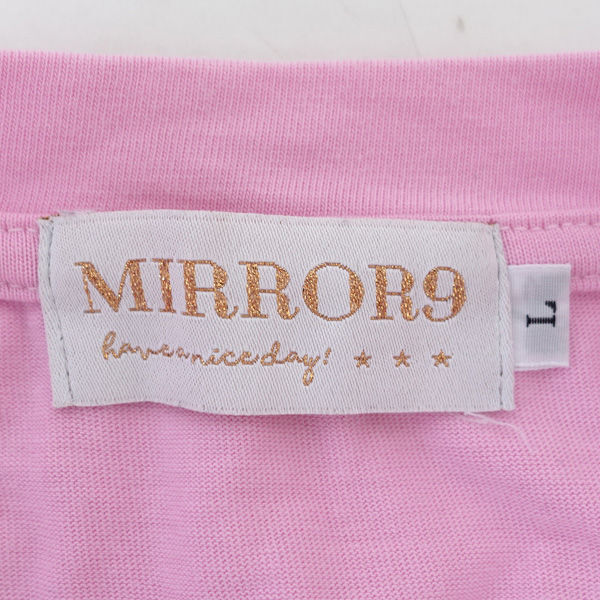 MIRROR9
have a nice day! ★ ★ ★
L